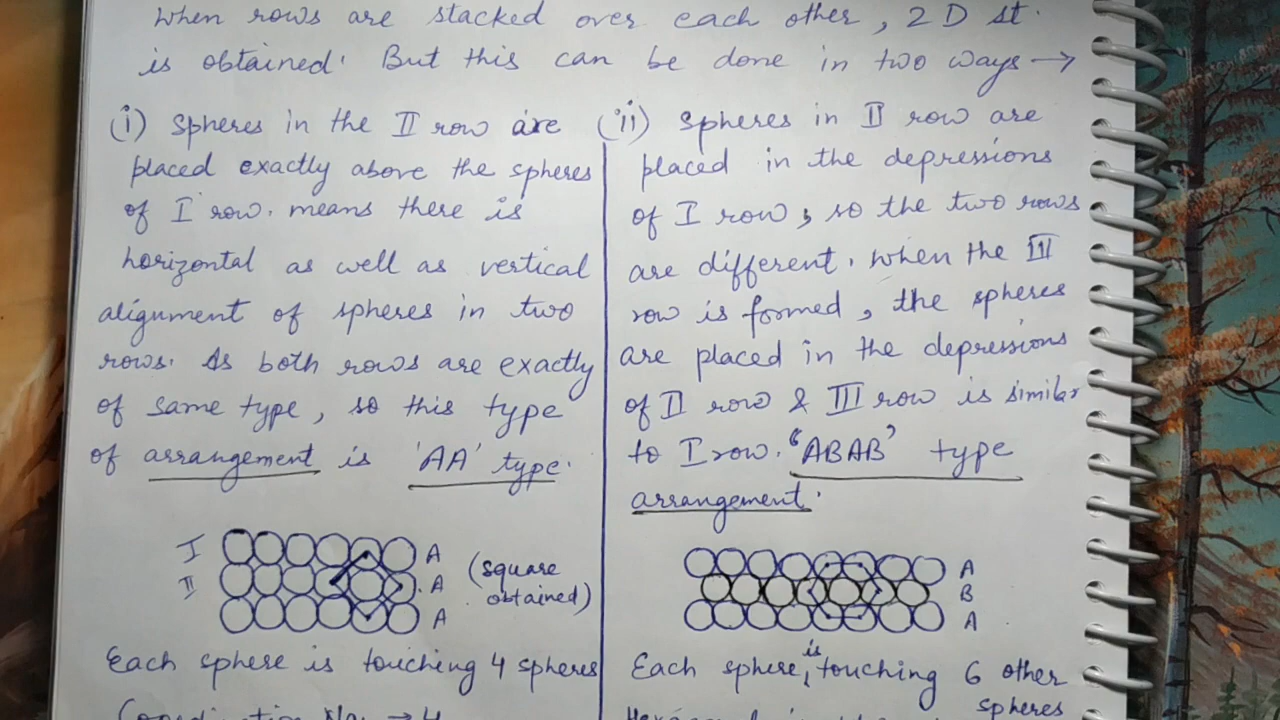 when rows are stacked over each other, 2D st.
is obtained. But this can be done in two ways →
(i) Spheres in the II row are
placed exactly above the spheres
of I row. means there is
horizontal as well as vertical
alignment of spheres in two
rows. As both rows are exactly
of same type, so this type
of arrangement is 'AA' type.
I A
II A (square
A obtained)
Each sphere is touching 4 spheres
Coordination No. → 4
(ii) Spheres in II row are
placed in the depressions
of I row, so the two rows
are different. when the III
row is formed, the spheres
are placed in the depressions
of II row & III row is similar
to I row. "ABAB" type
arrangement.
A
B
A
Each sphere is touching 6 other
spheres